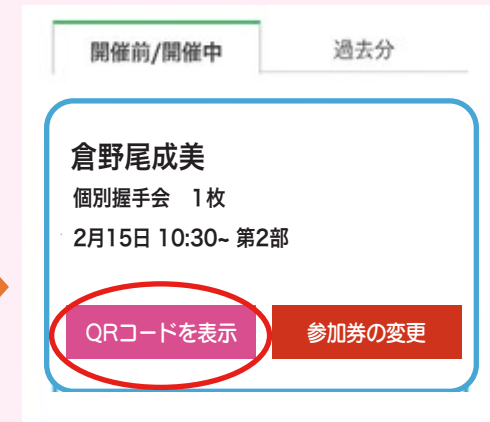 開催前/開催中
過去分
倉野尾成美
個別握手会　1枚
2月15日 10:30~ 第2部
QRコードを表示
参加券の変更